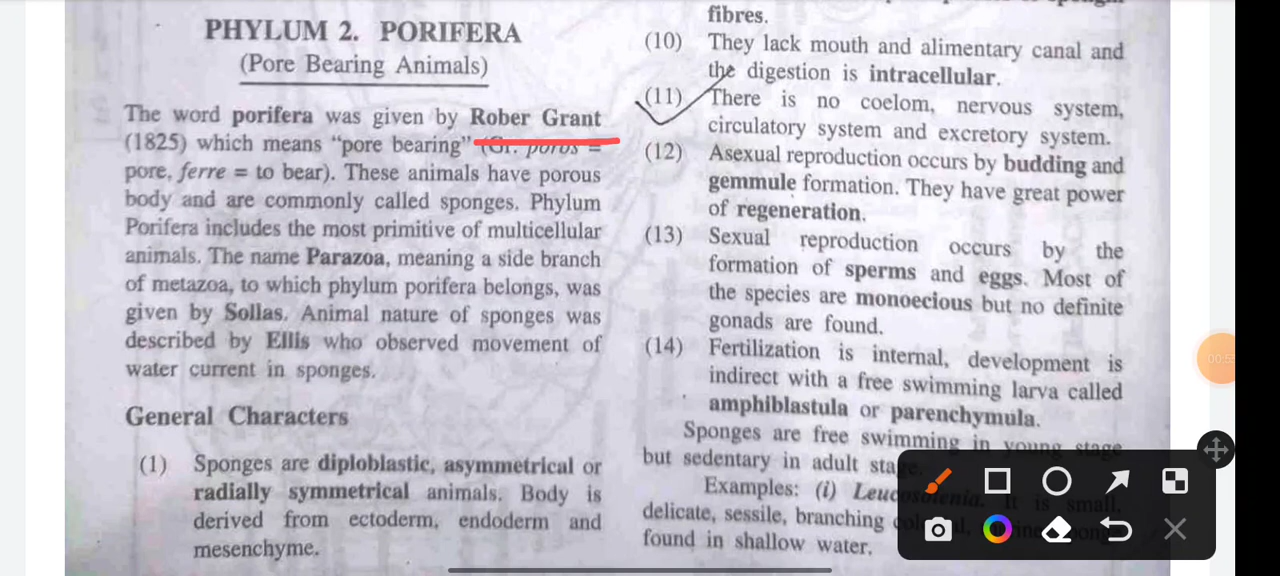 PHYLUM 2. PORIFERA
(Pore Bearing Animals)
The word porifera was given by Rober Grant
(1825) which means "pore bearing" (Gr. poros =
pore, ferre = to bear). These animals have porous
body and are commonly called sponges. Phylum
Porifera includes the most primitive of multicellular
animals. The name Parazoa, meaning a side branch
of metazoa, to which phylum porifera belongs, was
given by Sollas. Animal nature of sponges was
described by Ellis who observed movement of
water current in sponges.
General Characters
(1) Sponges are diploblastic, asymmetrical or
radially symmetrical animals. Body is
derived from ectoderm, endoderm and
mesenchyme.
fibres.
(10) They lack mouth and alimentary canal and
the digestion is intracellular.
(11) There is no coelom, nervous system,
circulatory system and excretory system.
(12) Asexual reproduction occurs by budding and
gemmule formation. They have great power
of regeneration.
(13) Sexual reproduction occurs by the
formation of sperms and eggs. Most of
the species are monoecious but no definite
gonads are found.
(14) Fertilization is internal, development is
indirect with a free swimming larva called
amphiblastula or parenchymula.
Sponges are free swimming in young stage
but sedentary in adult stage.
Examples: (i) Leucosolenia. It is small,
delicate, sessile, branching
found in shallow water.